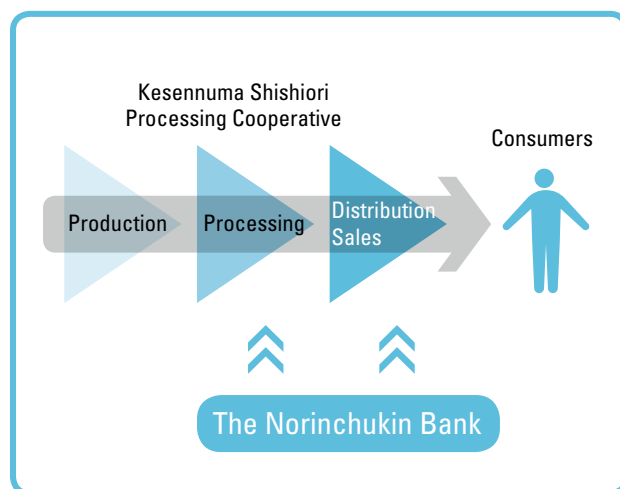 Kesennuma Shishiori
Processing Cooperative
Consumers
Production
Processing
Distribution
Sales
The Norinchukin Bank